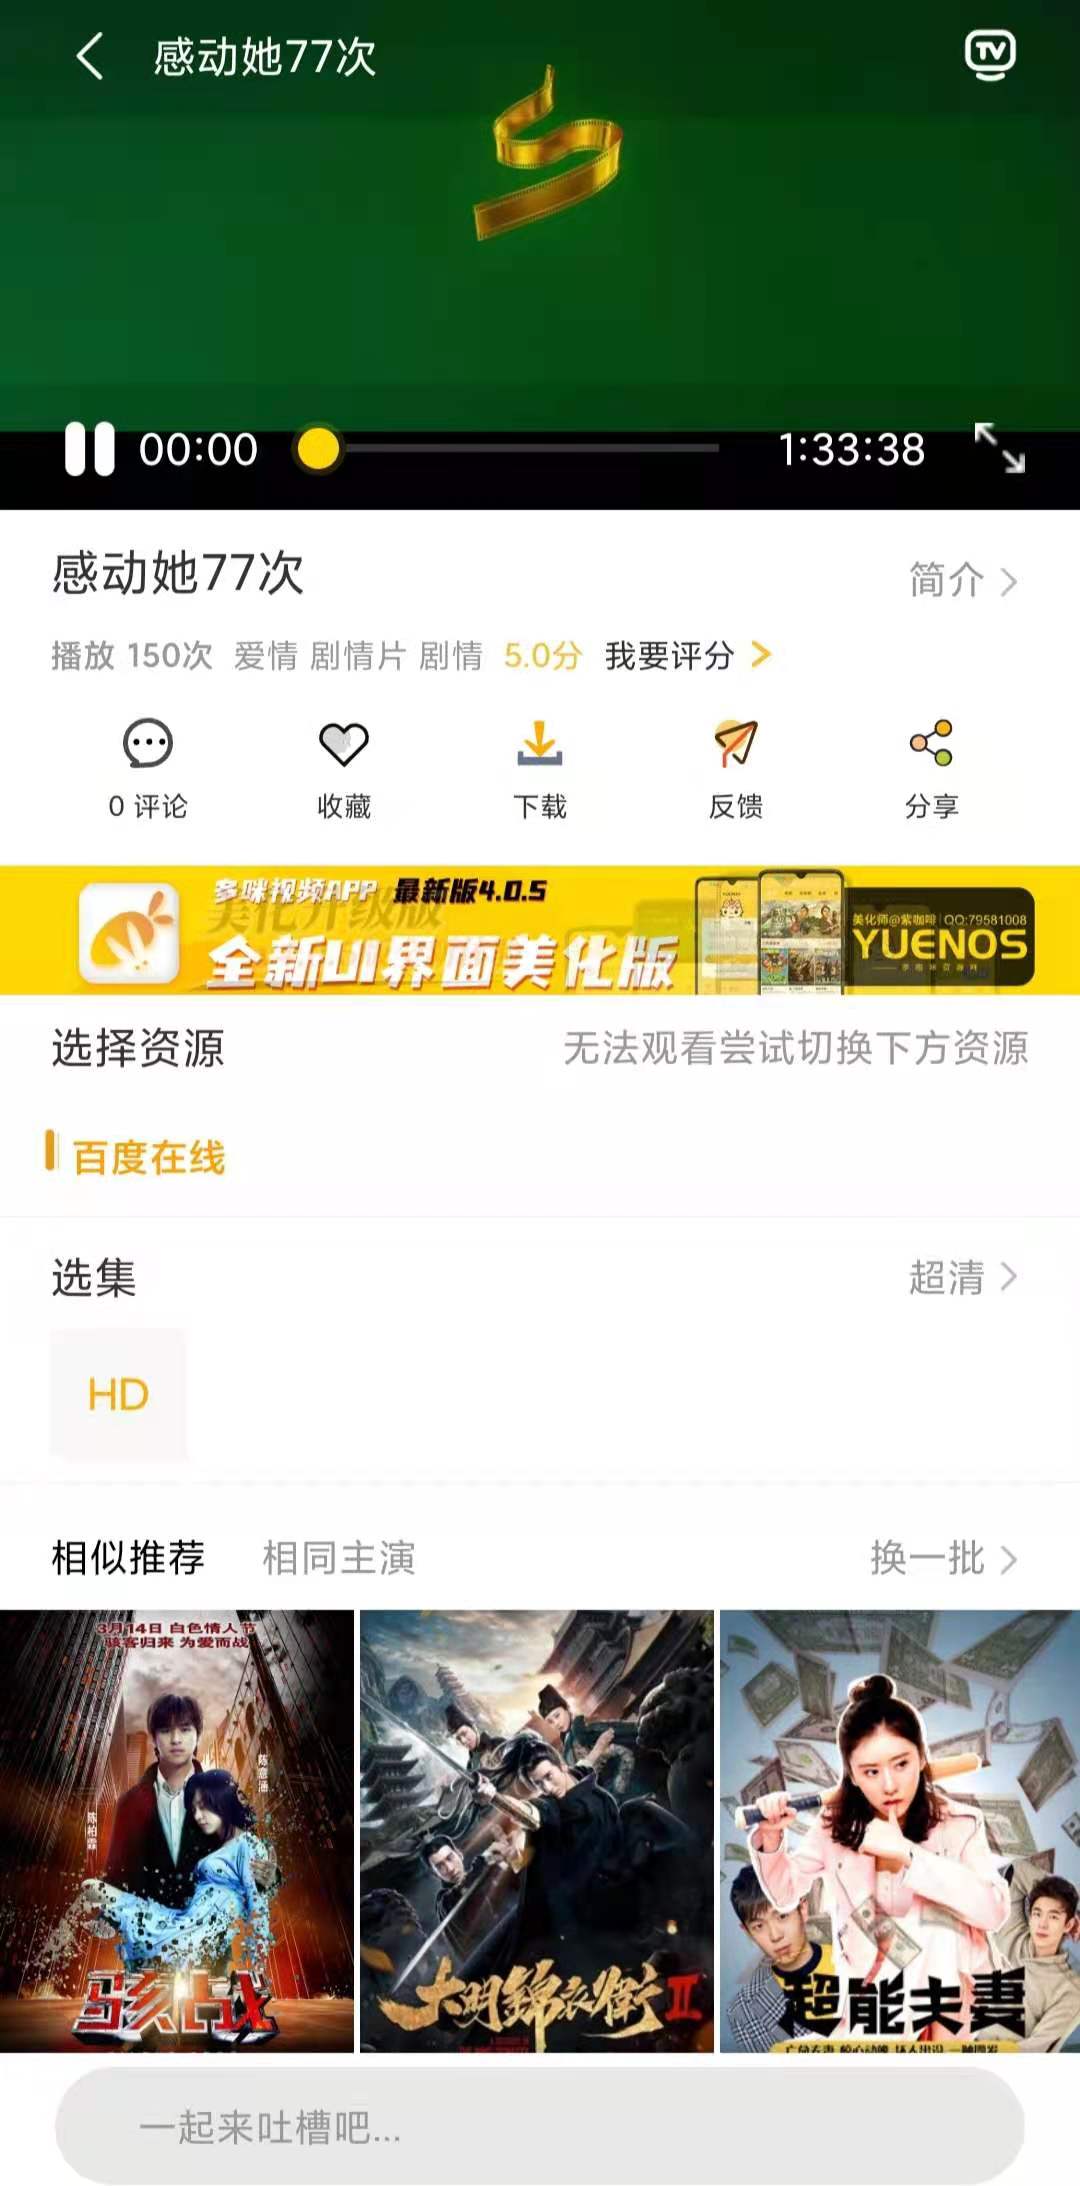 感动她77次
TV
00:00
1:33:38
感动她77次
简介
播放 150次 爱情 剧情片 剧情 5.0分 我要评分
0 评论
收藏
下载
反馈
分享
多咪视频APP 最新版4.0.5
美化升级版
全新UI界面美化版
美化师@紫咖啡 QQ:79581008
YUENOS
选择资源
无法观看尝试切换下方资源
百度在线
选集
超清
HD
相似推荐
相同主演
换一批
3月14日 白色情人节
骇客归来 为爱而战
陈意涵
陈柏霖
骇战
大明錦衣衛II
超能夫妻
一起来吐槽吧...